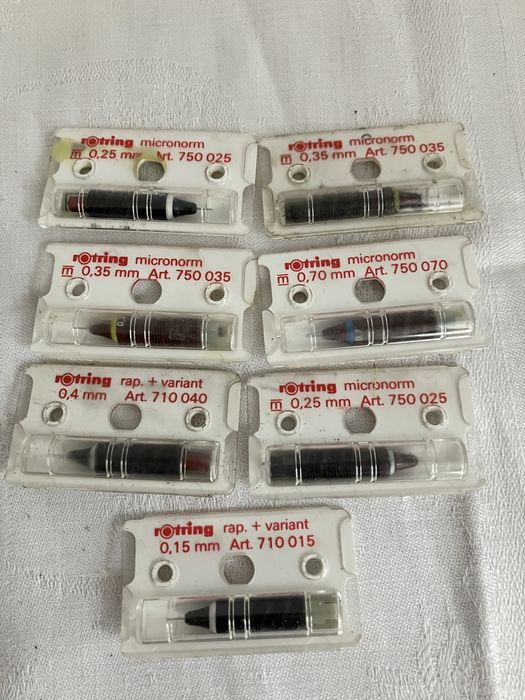 rotring micronorm
m 0,25 mm Art. 750 025
rotring micronorm
m 0,35 mm Art. 750 035
rotring micronorm
m 0,35 mm Art. 750 035
rotring micronorm
m 0,70 mm Art. 750 070
rotring rap. + variant
0,4 mm Art. 710 040
rotring micronorm
m 0,25 mm Art. 750 025
rotring rap. + variant
0,15 mm Art. 710 015